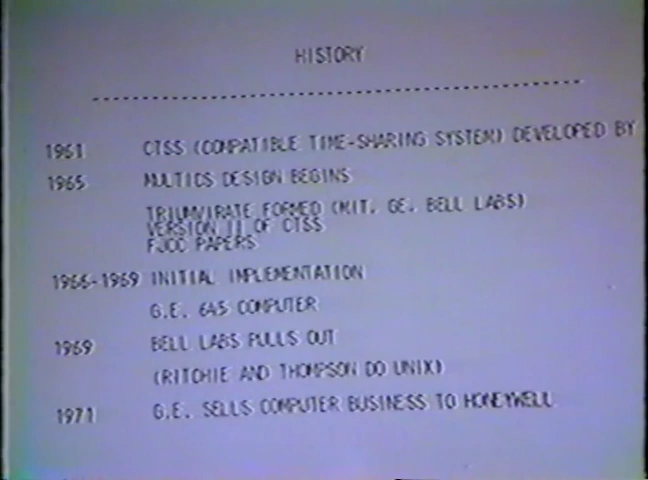 HISTORY
1961 CTSS (COMPATIBLE TIME-SHARING SYSTEM) DEVELOPED BY
1965 MULTICS DESIGN BEGINS
TRIUMVIRATE FORMED (MIT, GE, BELL LABS)
VERSION II OF CTSS
FJCC PAPERS
1966-1969 INITIAL IMPLEMENTATION
G.E. 645 COMPUTER
1969 BELL LABS PULLS OUT
(RITCHIE AND THOMPSON DO UNIX)
1971 G.E. SELLS COMPUTER BUSINESS TO HONEYWELL